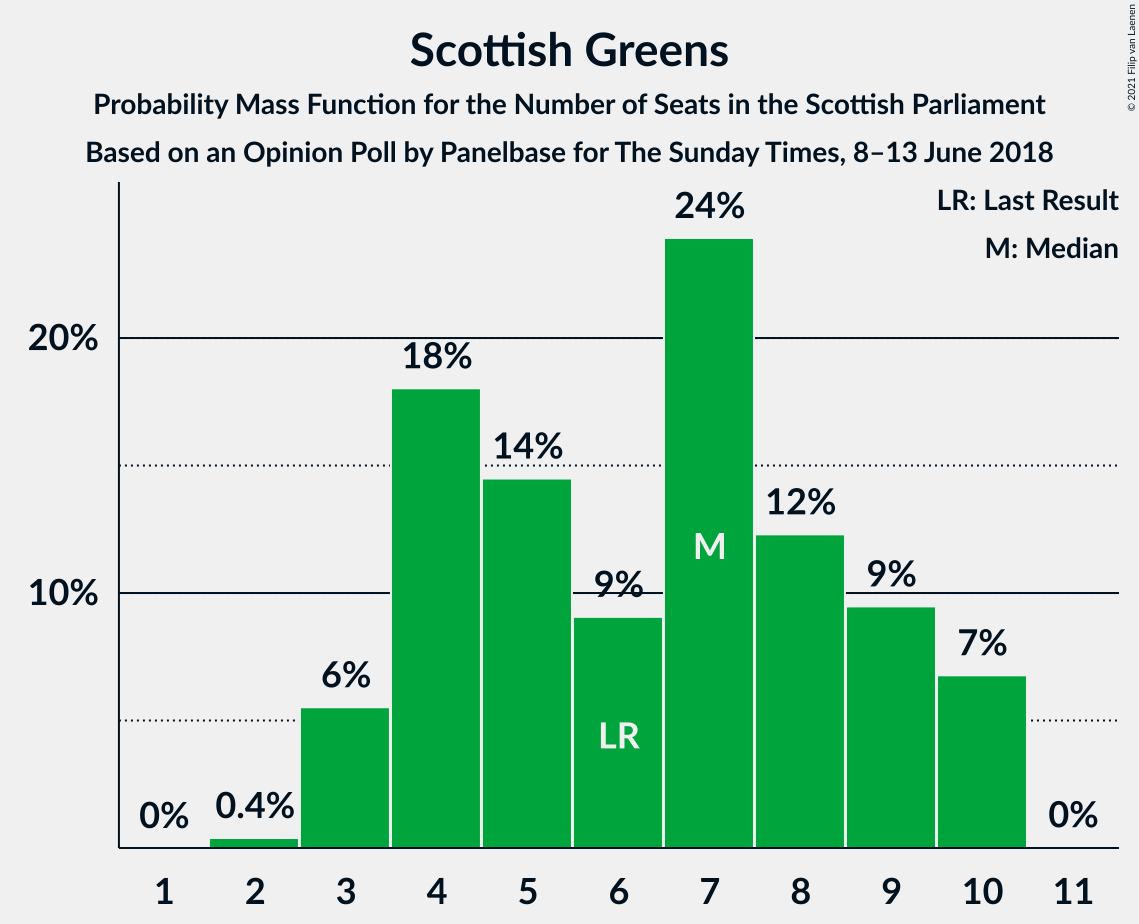 Scottish Greens
Probability Mass Function for the Number of Seats in the Scottish Parliament
Based on an Opinion Poll by Panelbase for The Sunday Times, 8–13 June 2018
© 2021 Filip van Laenen
LR: Last Result
M: Median
20%
10%
0%
0.4%
6%
18%
14%
9%
24%
12%
9%
7%
0%
LR
M
1 2 3 4 5 6 7 8 9 10 11